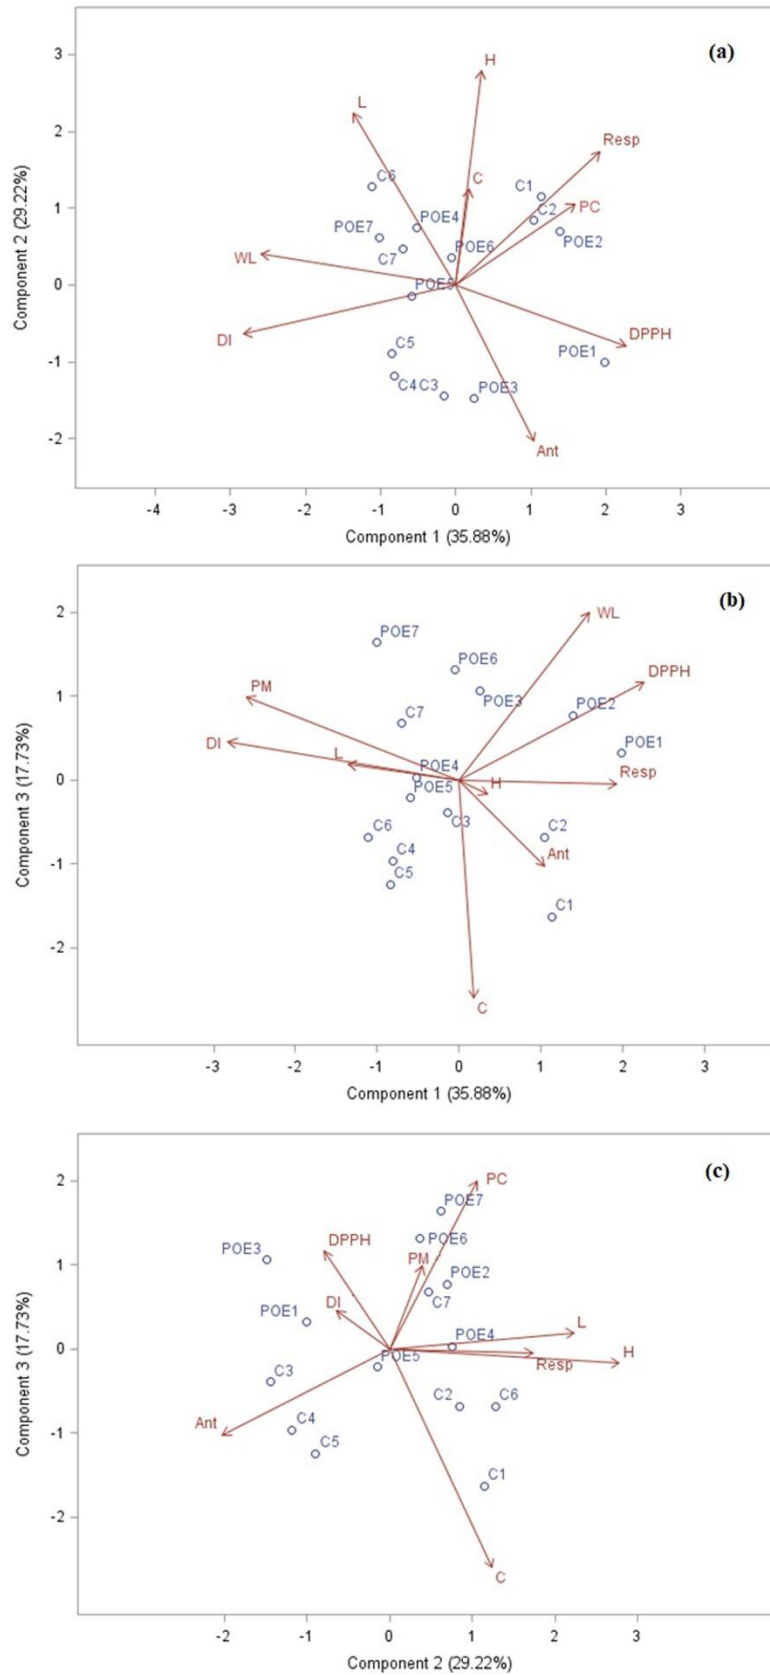 (a)
H
L
Resp
C
C6
C1
C2
PC
POE4
POE7
POE2
C7
POE6
WL
POE5
DI
DPPH
POE1
C5
C4 C3
POE3
Ant
3
2
1
0
-1
-2
Component 2 (29.22%)
-4 -3 -2 -1 0 1 2 3
Component 1 (35.88%)
(b)
WL
POE7
POE6
DPPH
PM
POE3
POE2
C7
POE1
DI
L
POE4
Resp
H
POE5
C3
C6
C2
C4
Ant
C5
C1
C
2
1
0
-1
-2
Component 3 (17.73%)
-3 -2 -1 0 1 2 3
Component 1 (35.88%)
(c)
PC
POE7
DPPH
POE6
POE3
PM
POE2
DI
C7
POE1
L
POE4
H
POE5
Resp
C3
C2
C6
Ant
C4
C5
C1
C
2
1
0
-1
-2
Component 3 (17.73%)
-2 -1 0 1 2 3
Component 2 (29.22%)